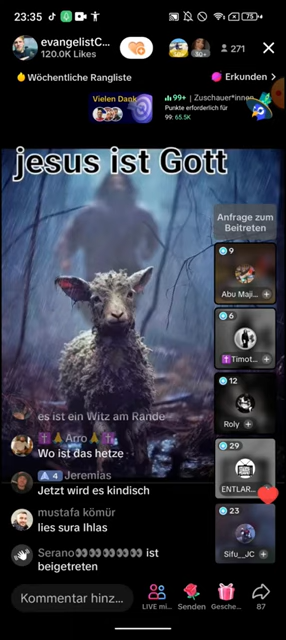 23:35
75
evangelistC...
120.0K Likes
50+
271
Wöchentliche Rangliste
Erkunden >
Vielen Dank
99+ | Zuschauer*innen
Punkte erforderlich für
99: 65.5K
jesus ist Gott
Anfrage zum
Beitreten
9
Abu Maji...
6
Timot...
12
Roly
29
ENTLAR...
23
Sifu__JC
es ist ein Witz am Rande
Arro
Wo ist das hetze
4 Jeremias
Jetzt wird es kindisch
mustafa kömür
lies sura Ihlas
Serano ist
beigetreten
Kommentar hinz...
LIVE mi...
Senden
Gesche...
87